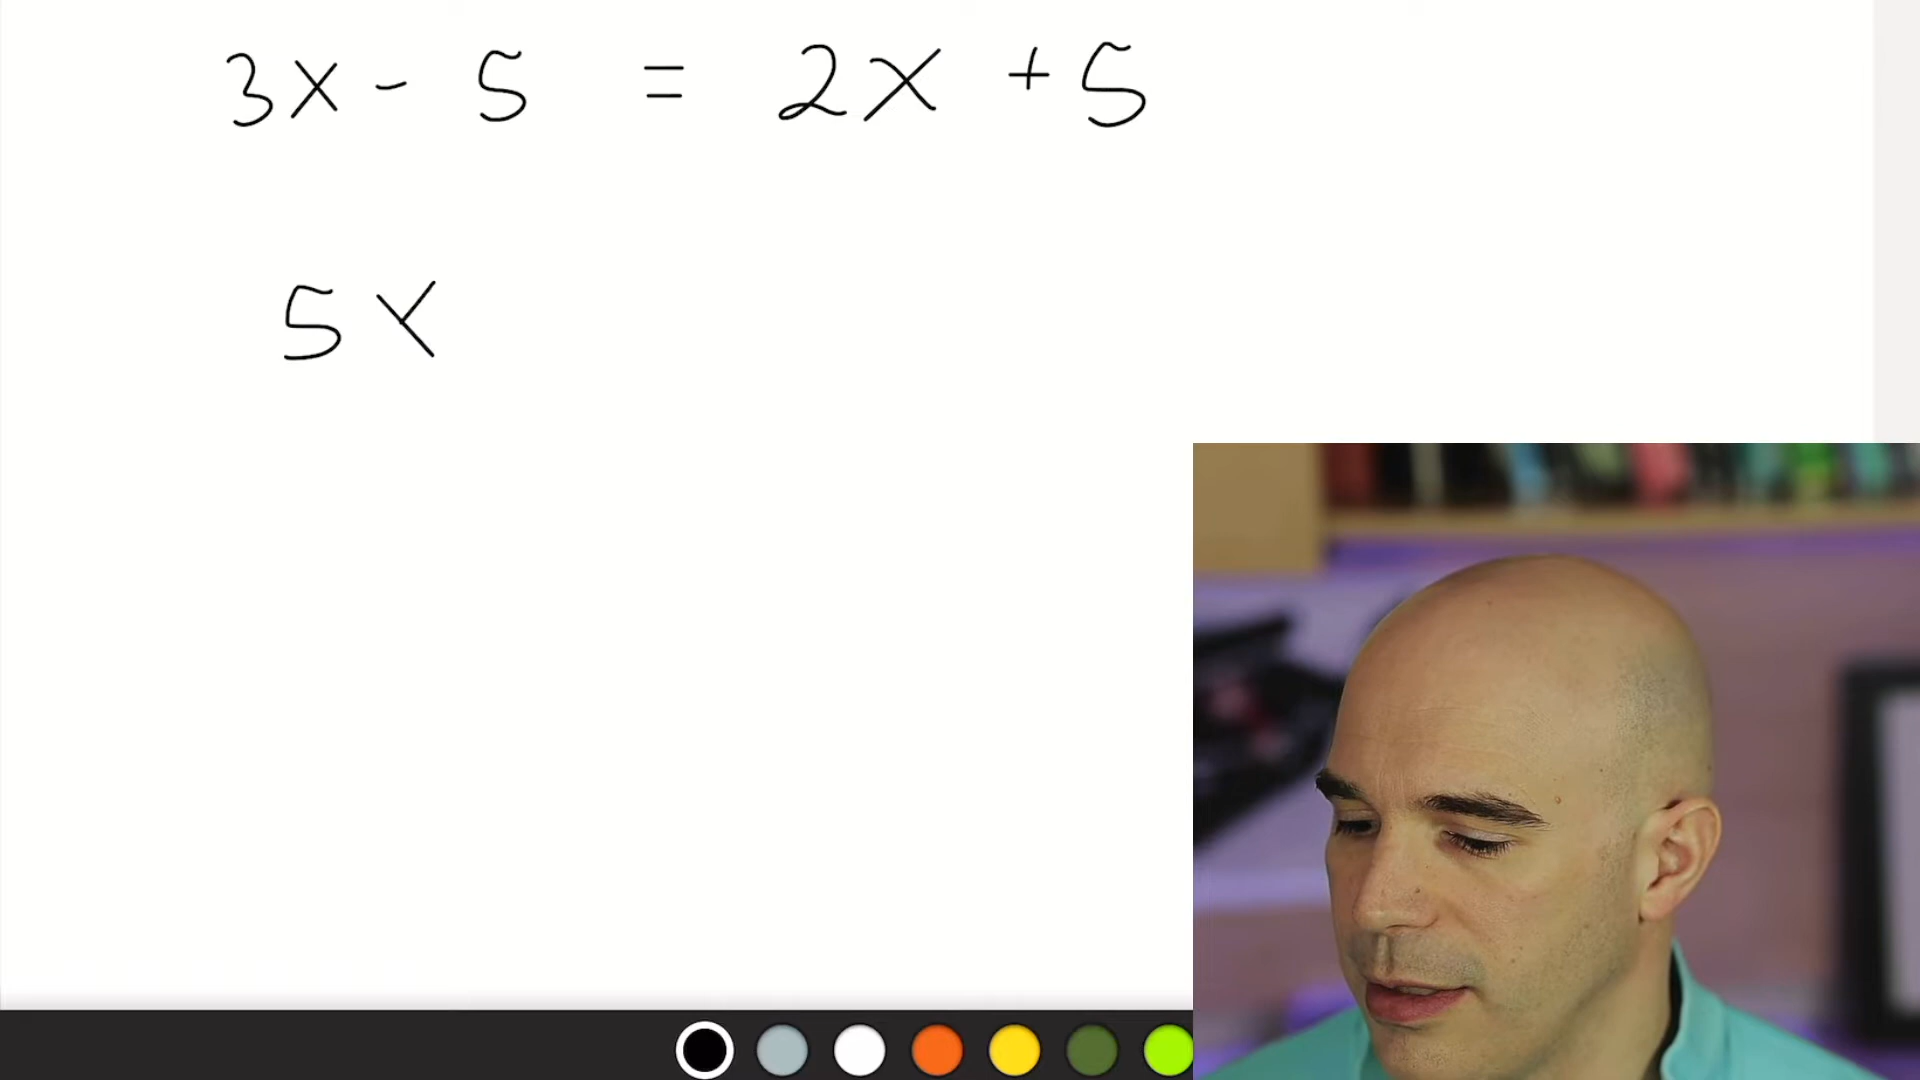 3x - 5 = 2x + 5
5x